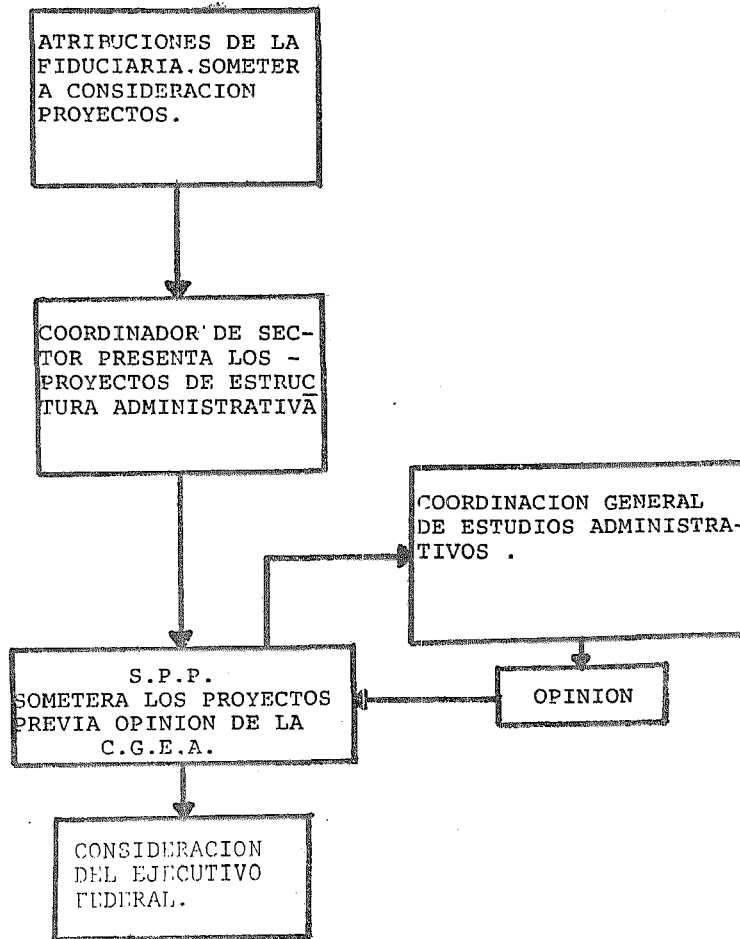 ATRIBUCIONES DE LA
FIDUCIARIA.SOMETER
A CONSIDERACION
PROYECTOS.
COORDINADOR DE SEC-
TOR PRESENTA LOS -
PROYECTOS DE ESTRUC
TURA ADMINISTRATIVA
COORDINACION GENERAL
DE ESTUDIOS ADMINISTRA-
TIVOS .
S.P.P.
SOMETERA LOS PROYECTOS
PREVIA OPINION DE LA
C.G.E.A.
OPINION
CONSIDERACION
DEL EJECUTIVO
FEDERAL.